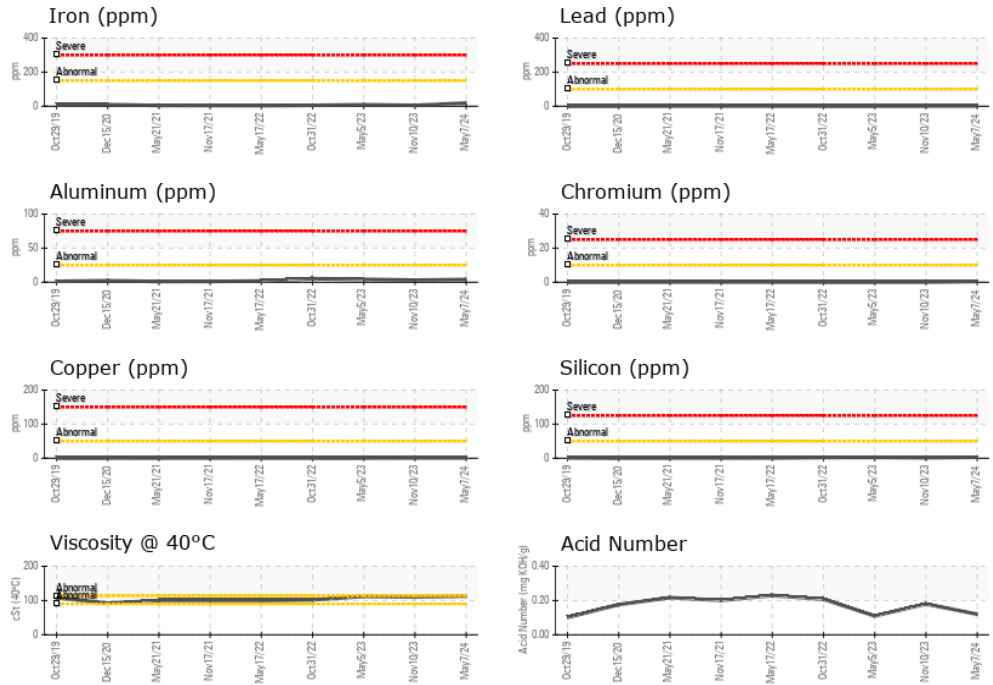 Iron (ppm)
400
Severe
200
Abnormal
0
ppm
Oct29/19
Dec15/20
May21/21
Nov17/21
May17/22
Oct31/22
May5/23
Nov10/23
May7/24
Lead (ppm)
400
Severe
200
Abnormal
0
ppm
Oct29/19
Dec15/20
May21/21
Nov17/21
May17/22
Oct31/22
May5/23
Nov10/23
May7/24
Aluminum (ppm)
100
Severe
50
Abnormal
0
ppm
Oct29/19
Dec15/20
May21/21
Nov17/21
May17/22
Oct31/22
May5/23
Nov10/23
May7/24
Chromium (ppm)
40
Severe
20
Abnormal
0
ppm
Oct29/19
Dec15/20
May21/21
Nov17/21
May17/22
Oct31/22
May5/23
Nov10/23
May7/24
Copper (ppm)
200
Severe
100
Abnormal
0
ppm
Oct29/19
Dec15/20
May21/21
Nov17/21
May17/22
Oct31/22
May5/23
Nov10/23
May7/24
Silicon (ppm)
200
Severe
100
Abnormal
0
ppm
Oct29/19
Dec15/20
May21/21
Nov17/21
May17/22
Oct31/22
May5/23
Nov10/23
May7/24
Viscosity @ 40°C
200
Abnormal
100
Abnormal
0
cSt (40°C)
Oct29/19
Dec15/20
May21/21
Nov17/21
May17/22
Oct31/22
May5/23
Nov10/23
May7/24
Acid Number
0.40
0.20
0.00
Acid Number (mg KOH/g)
Oct29/19
Dec15/20
May21/21
Nov17/21
May17/22
Oct31/22
May5/23
Nov10/23
May7/24